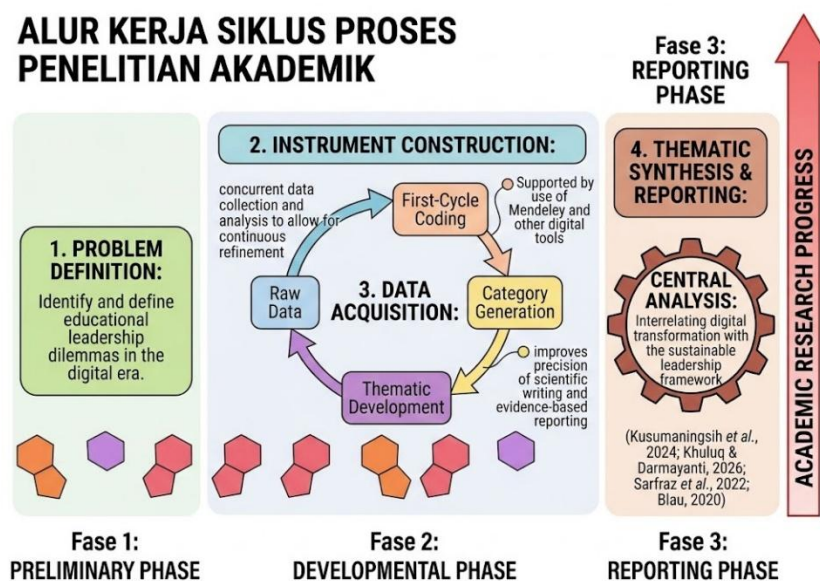 ALUR KERJA SIKLUS PROSES
PENELITIAN AKADEMIK
Fase 3:
REPORTING
PHASE
1. PROBLEM
DEFINITION:
Identify and define
educational
leadership
dilemmas in the
digital era.
2. INSTRUMENT CONSTRUCTION:
concurrent data
collection and
analysis to allow for
continuous
refinement
First-Cycle
Coding
Supported by
use of
Mendeley and
other digital
tools
Raw
Data
3. DATA
ACQUISITION:
Category
Generation
Thematic
Development
improves
precision
of scientific
writing and
evidence-based
reporting
4. THEMATIC
SYNTHESIS &
REPORTING:
CENTRAL
ANALYSIS:
Interrelating digital
transformation with
the sustainable
leadership
framework
(Kusumaningsih et al.,
2024; Khuluq &
Darmayanti, 2026;
Sarfraz et al., 2022;
Blau, 2020)
ACADEMIC RESEARCH PROGRESS
Fase 1:
PRELIMINARY PHASE
Fase 2:
DEVELOPMENTAL PHASE
Fase 3:
REPORTING PHASE